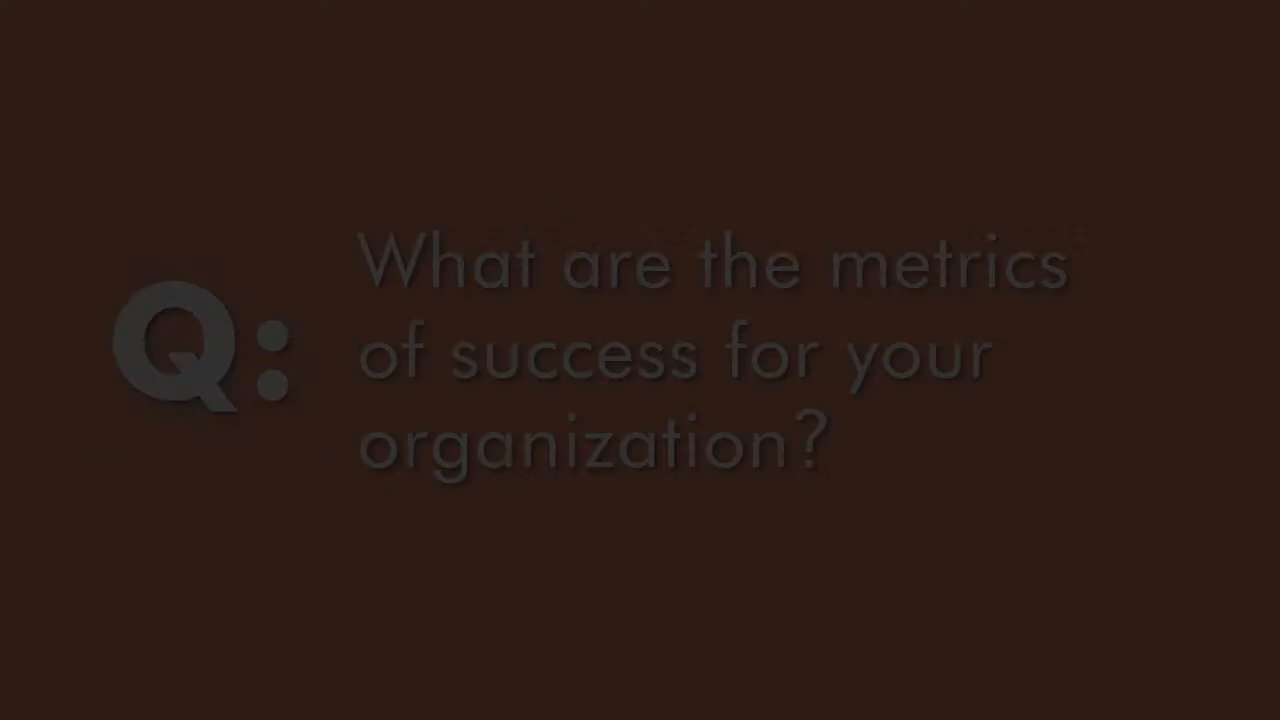 Q:
What are the metrics
of success for your
organization?